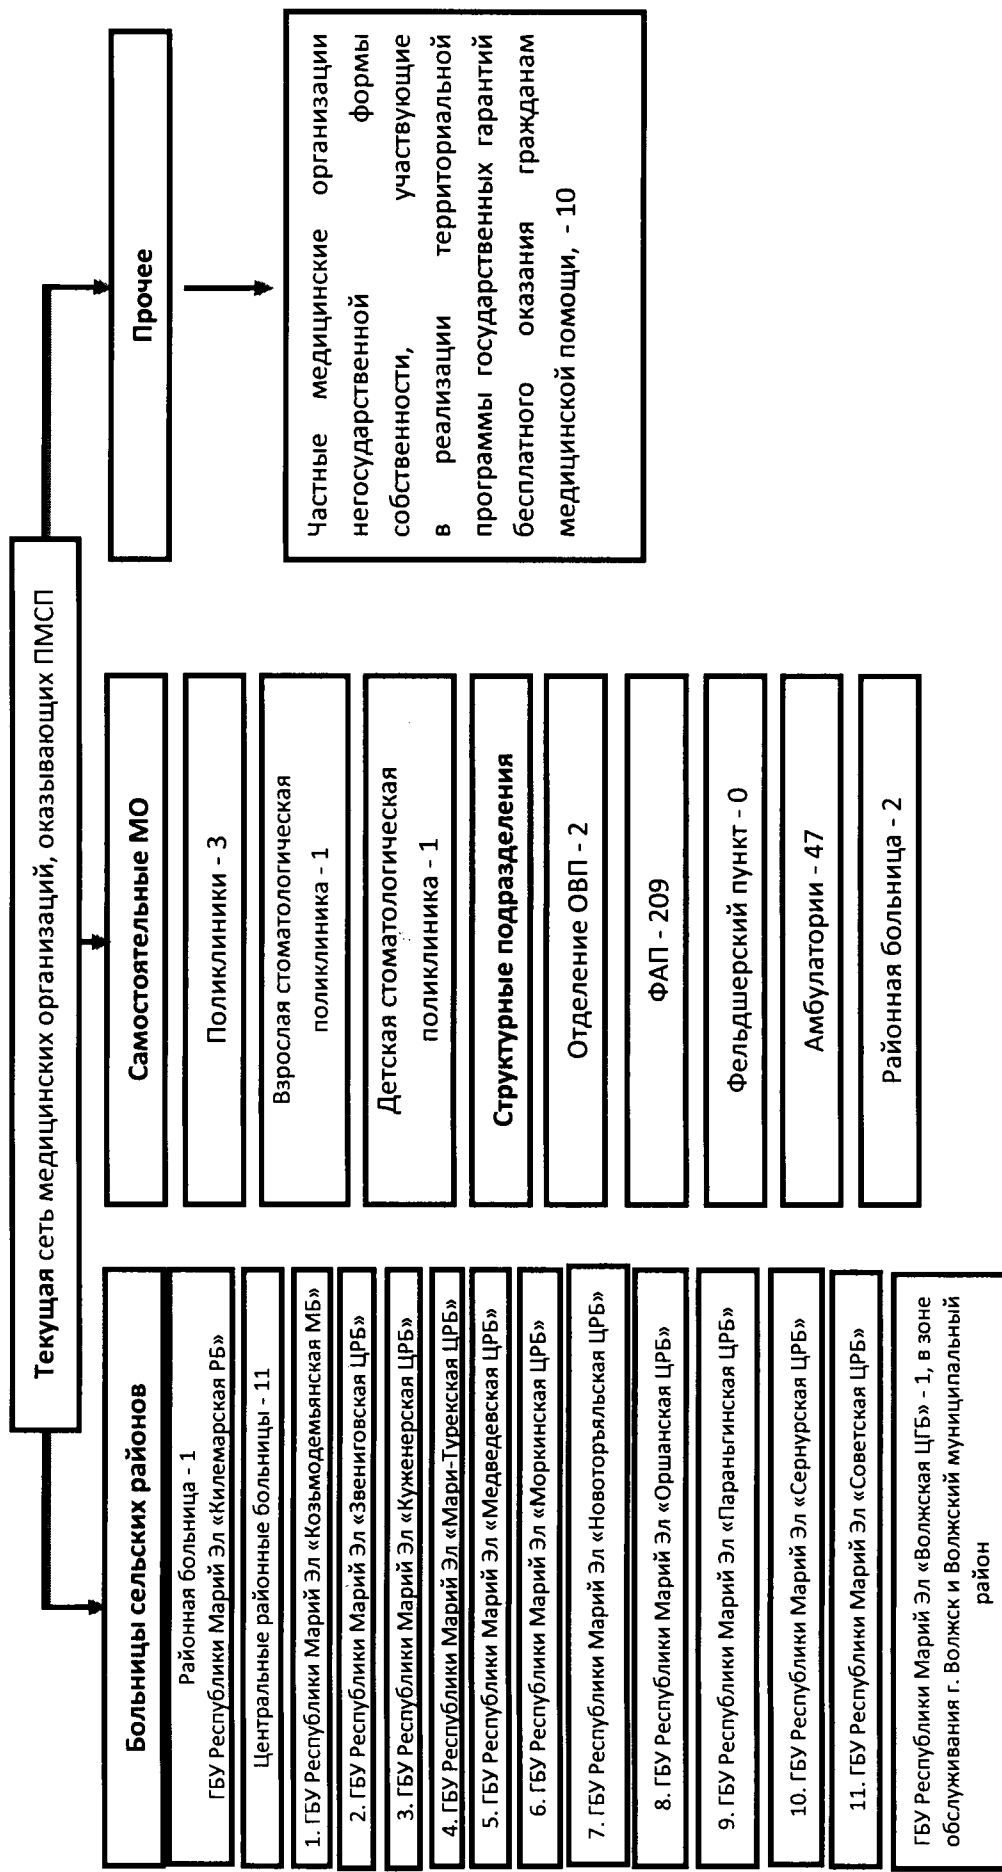 Текущая сеть медицинских организаций, оказывающих ПМСП
Больницы сельских районов
Районная больница - 1
ГБУ Республики Марий Эл «Килемарская РБ»
Центральные районные больницы - 11
1. ГБУ Республики Марий Эл «Козьмодемьянская МБ»
2. ГБУ Республики Марий Эл «Звениговская ЦРБ»
3. ГБУ Республики Марий Эл «Куженерская ЦРБ»
4. ГБУ Республики Марий Эл «Мари-Турекская ЦРБ»
5. ГБУ Республики Марий Эл «Медведевская ЦРБ»
6. ГБУ Республики Марий Эл «Моркинская ЦРБ»
7. ГБУ Республики Марий Эл «Новоторъяльская ЦРБ»
8. ГБУ Республики Марий Эл «Оршанская ЦРБ»
9. ГБУ Республики Марий Эл «Параньгинская ЦРБ»
10. ГБУ Республики Марий Эл «Сернурская ЦРБ»
11. ГБУ Республики Марий Эл «Советская ЦРБ»
ГБУ Республики Марий Эл «Волжская ЦГБ» - 1, в зоне
обслуживания г. Волжск и Волжский муниципальный
район
Самостоятельные МО
Поликлиники - 3
Взрослая стоматологическая
поликлиника - 1
Детская стоматологическая
поликлиника - 1
Структурные подразделения
Отделение ОВП - 2
ФАП - 209
Фельдшерский пункт - 0
Амбулатории - 47
Районная больница - 2
Прочее
Частные медицинские организации
негосударственной формы
собственности, участвующие
в реализации территориальной
программы государственных гарантий
бесплатного оказания гражданам
медицинской помощи, - 10